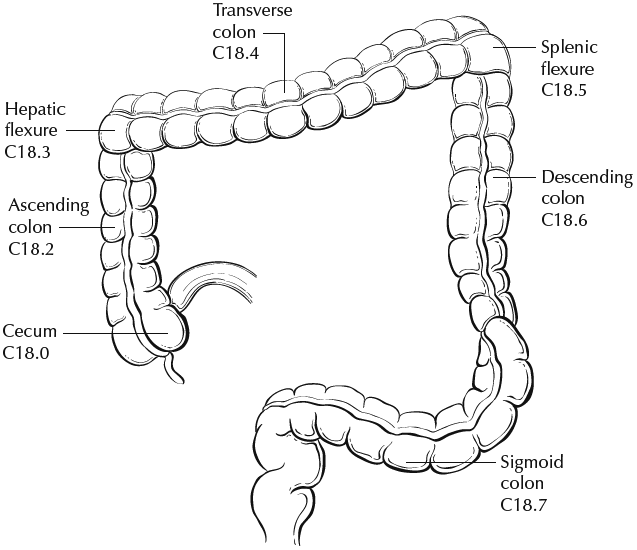 Transverse
colon
C18.4
Splenic
flexure
C18.5
Hepatic
flexure
C18.3
Descending
colon
C18.6
Ascending
colon
C18.2
Cecum
C18.0
Sigmoid
colon
C18.7